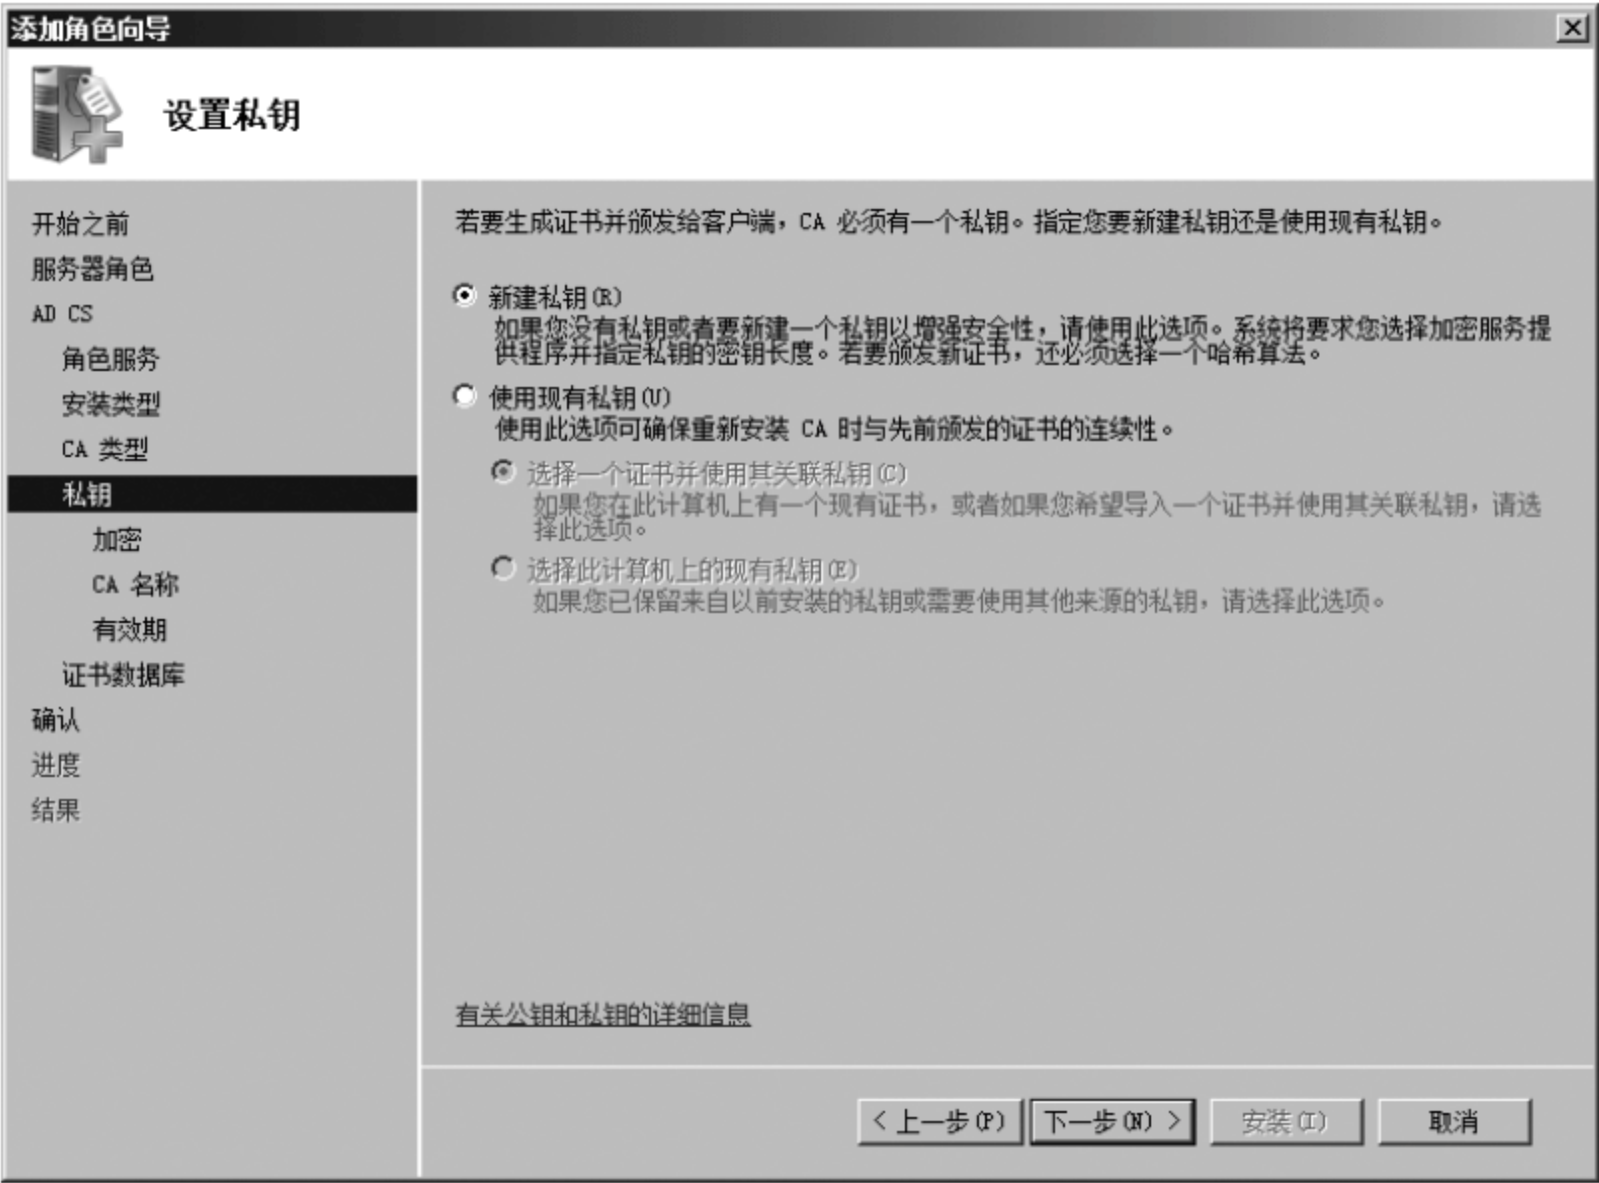 添加角色向导
设置私钥
开始之前
服务器角色
AD CS
角色服务
安装类型
CA 类型
私钥
加密
CA 名称
有效期
证书数据库
确认
进度
结果
若要生成证书并颁发给客户端，CA 必须有一个私钥。指定您要新建私钥还是使用现有私钥。
新建私钥(R)
如果您没有私钥或者要新建一个私钥以增强安全性，请使用此选项。系统将要求您选择加密服务提
供程序并指定私钥的密钥长度。若要颁发新证书，还必须选择一个哈希算法。
使用现有私钥(U)
使用此选项可确保重新安装 CA 时与先前颁发的证书的连续性。
选择一个证书并使用其关联私钥(C)
如果您在此计算机上有一个现有证书，或者如果您希望导入一个证书并使用其关联私钥，请选
择此选项。
选择此计算机上的现有私钥(E)
如果您已保留来自以前安装的私钥或需要使用其他来源的私钥，请选择此选项。
有关公钥和私钥的详细信息
< 上一步(P) 下一步(N) > 安装(I) 取消